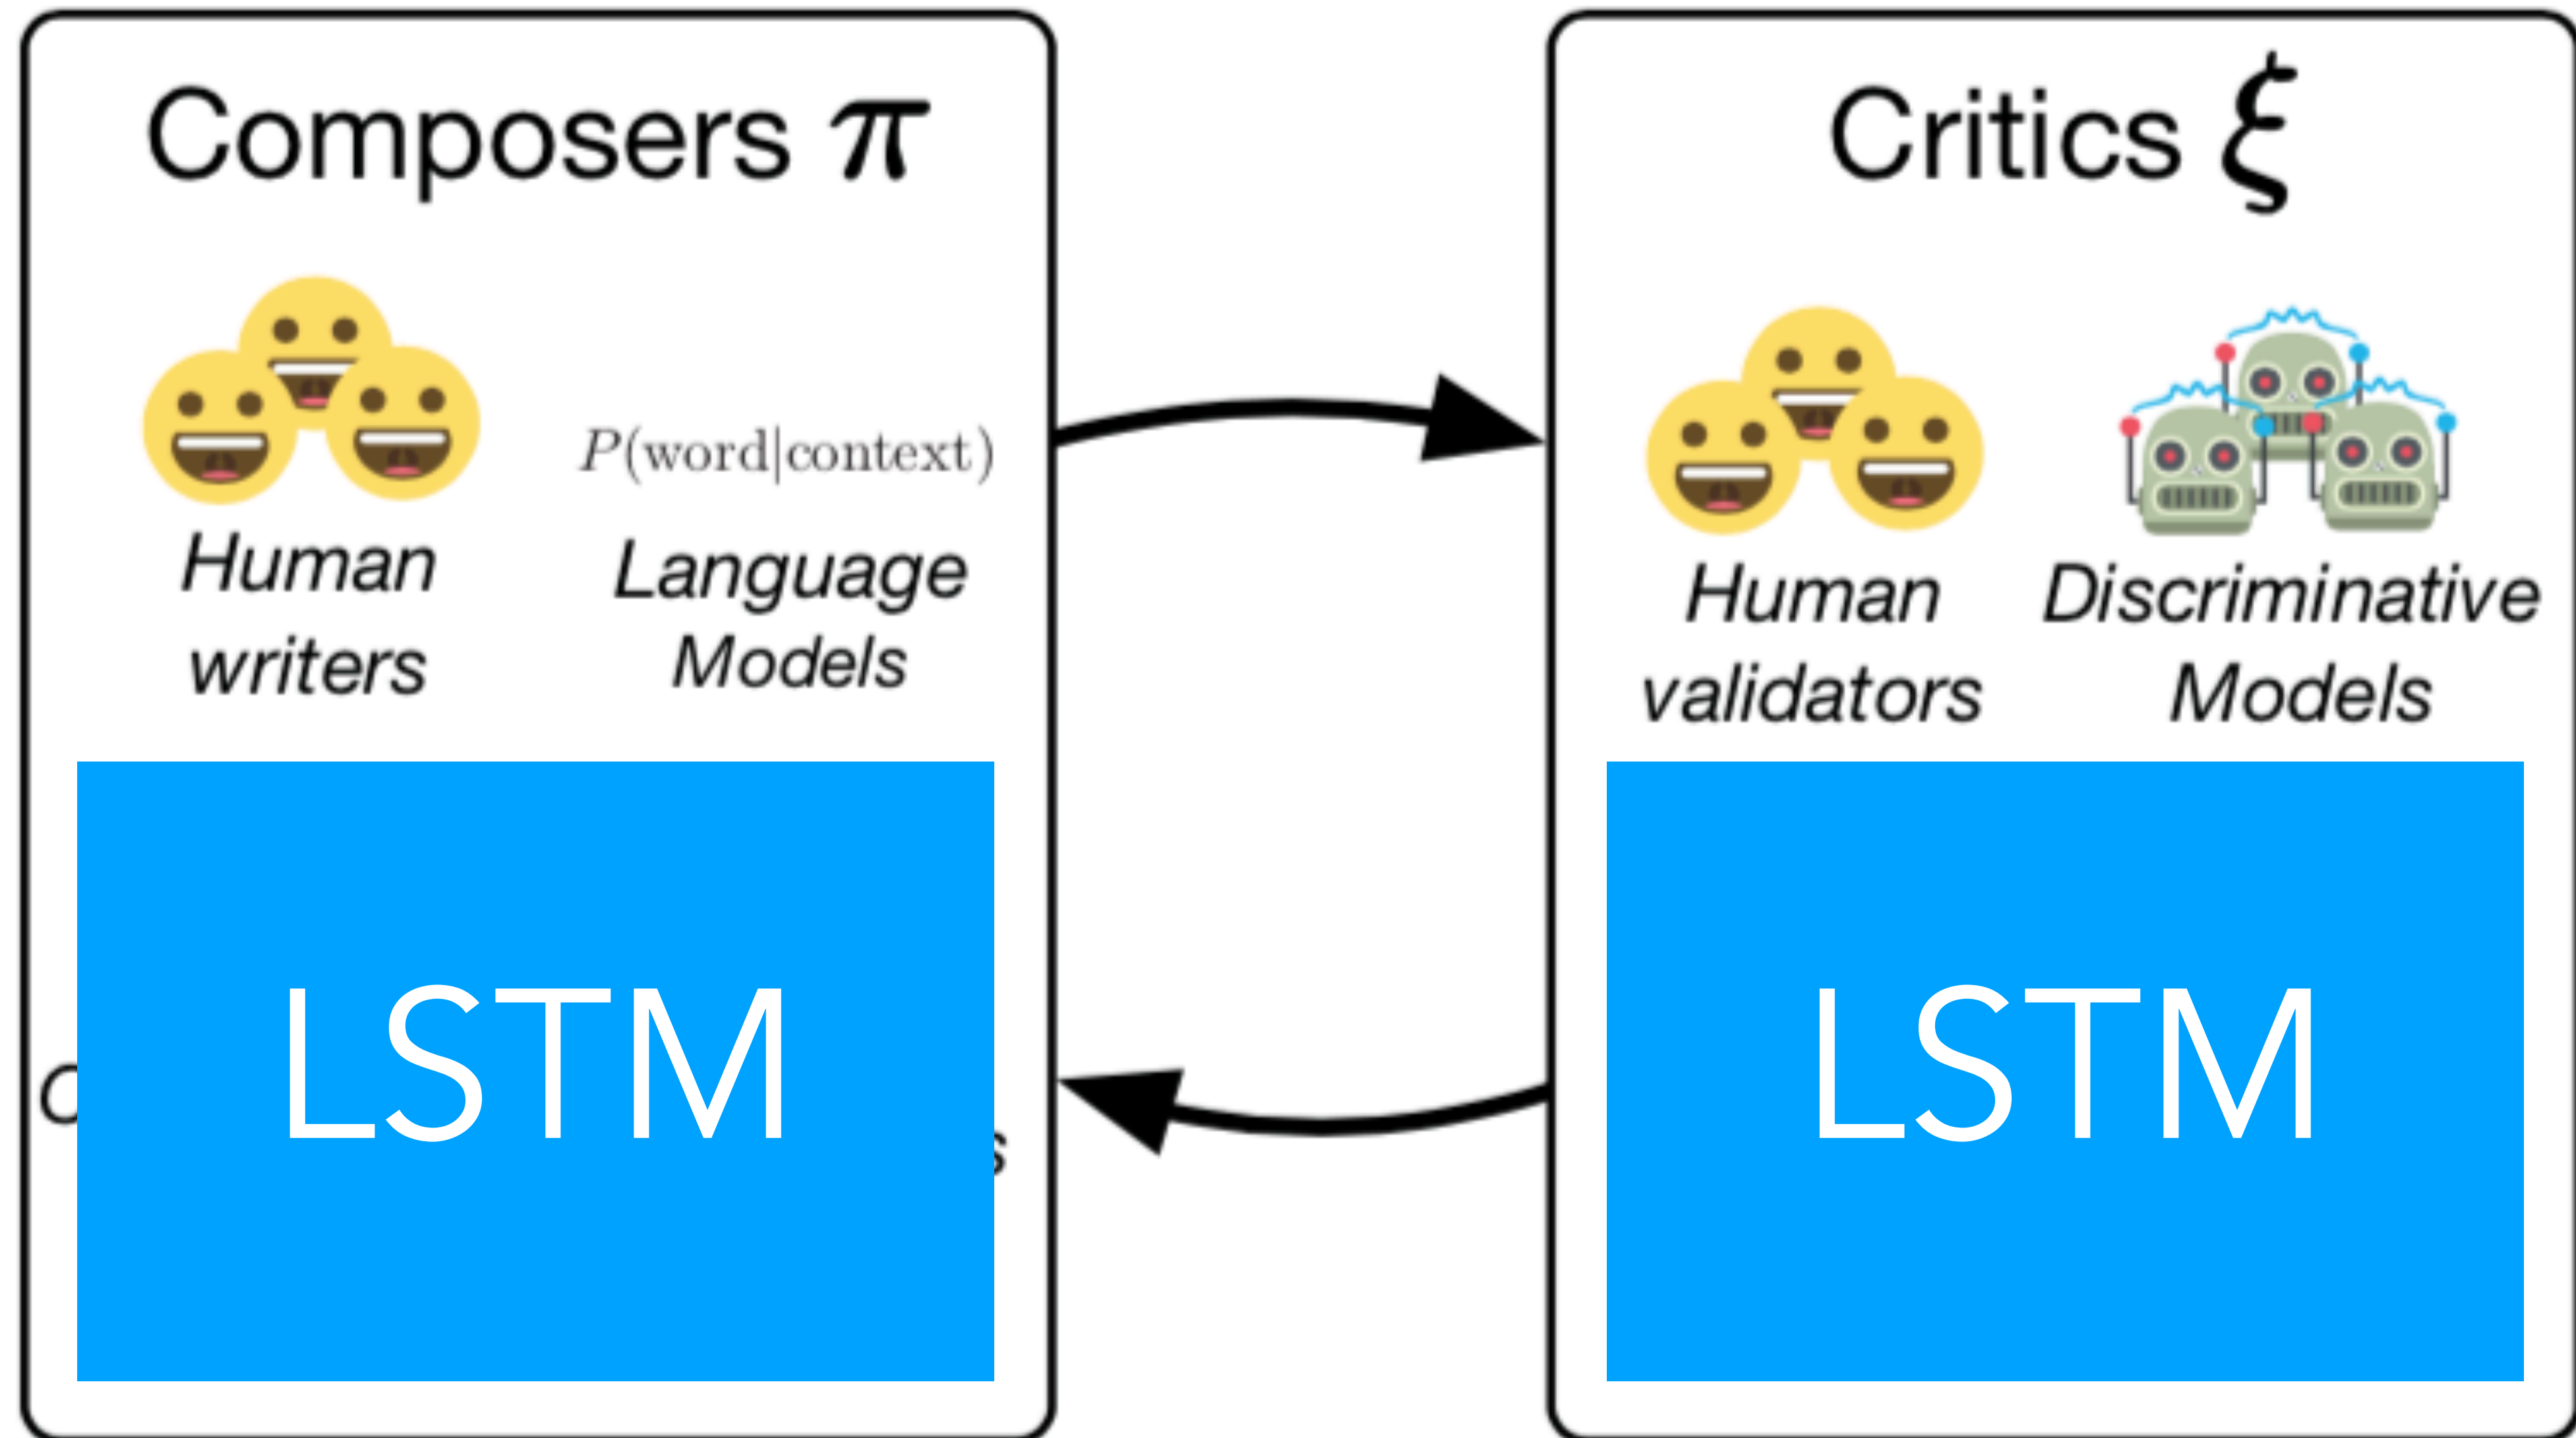 Composers π
P(word|context)
Human
writers
Language
Models
LSTM
Critics ξ
Human
validators
Discriminative
Models
LSTM